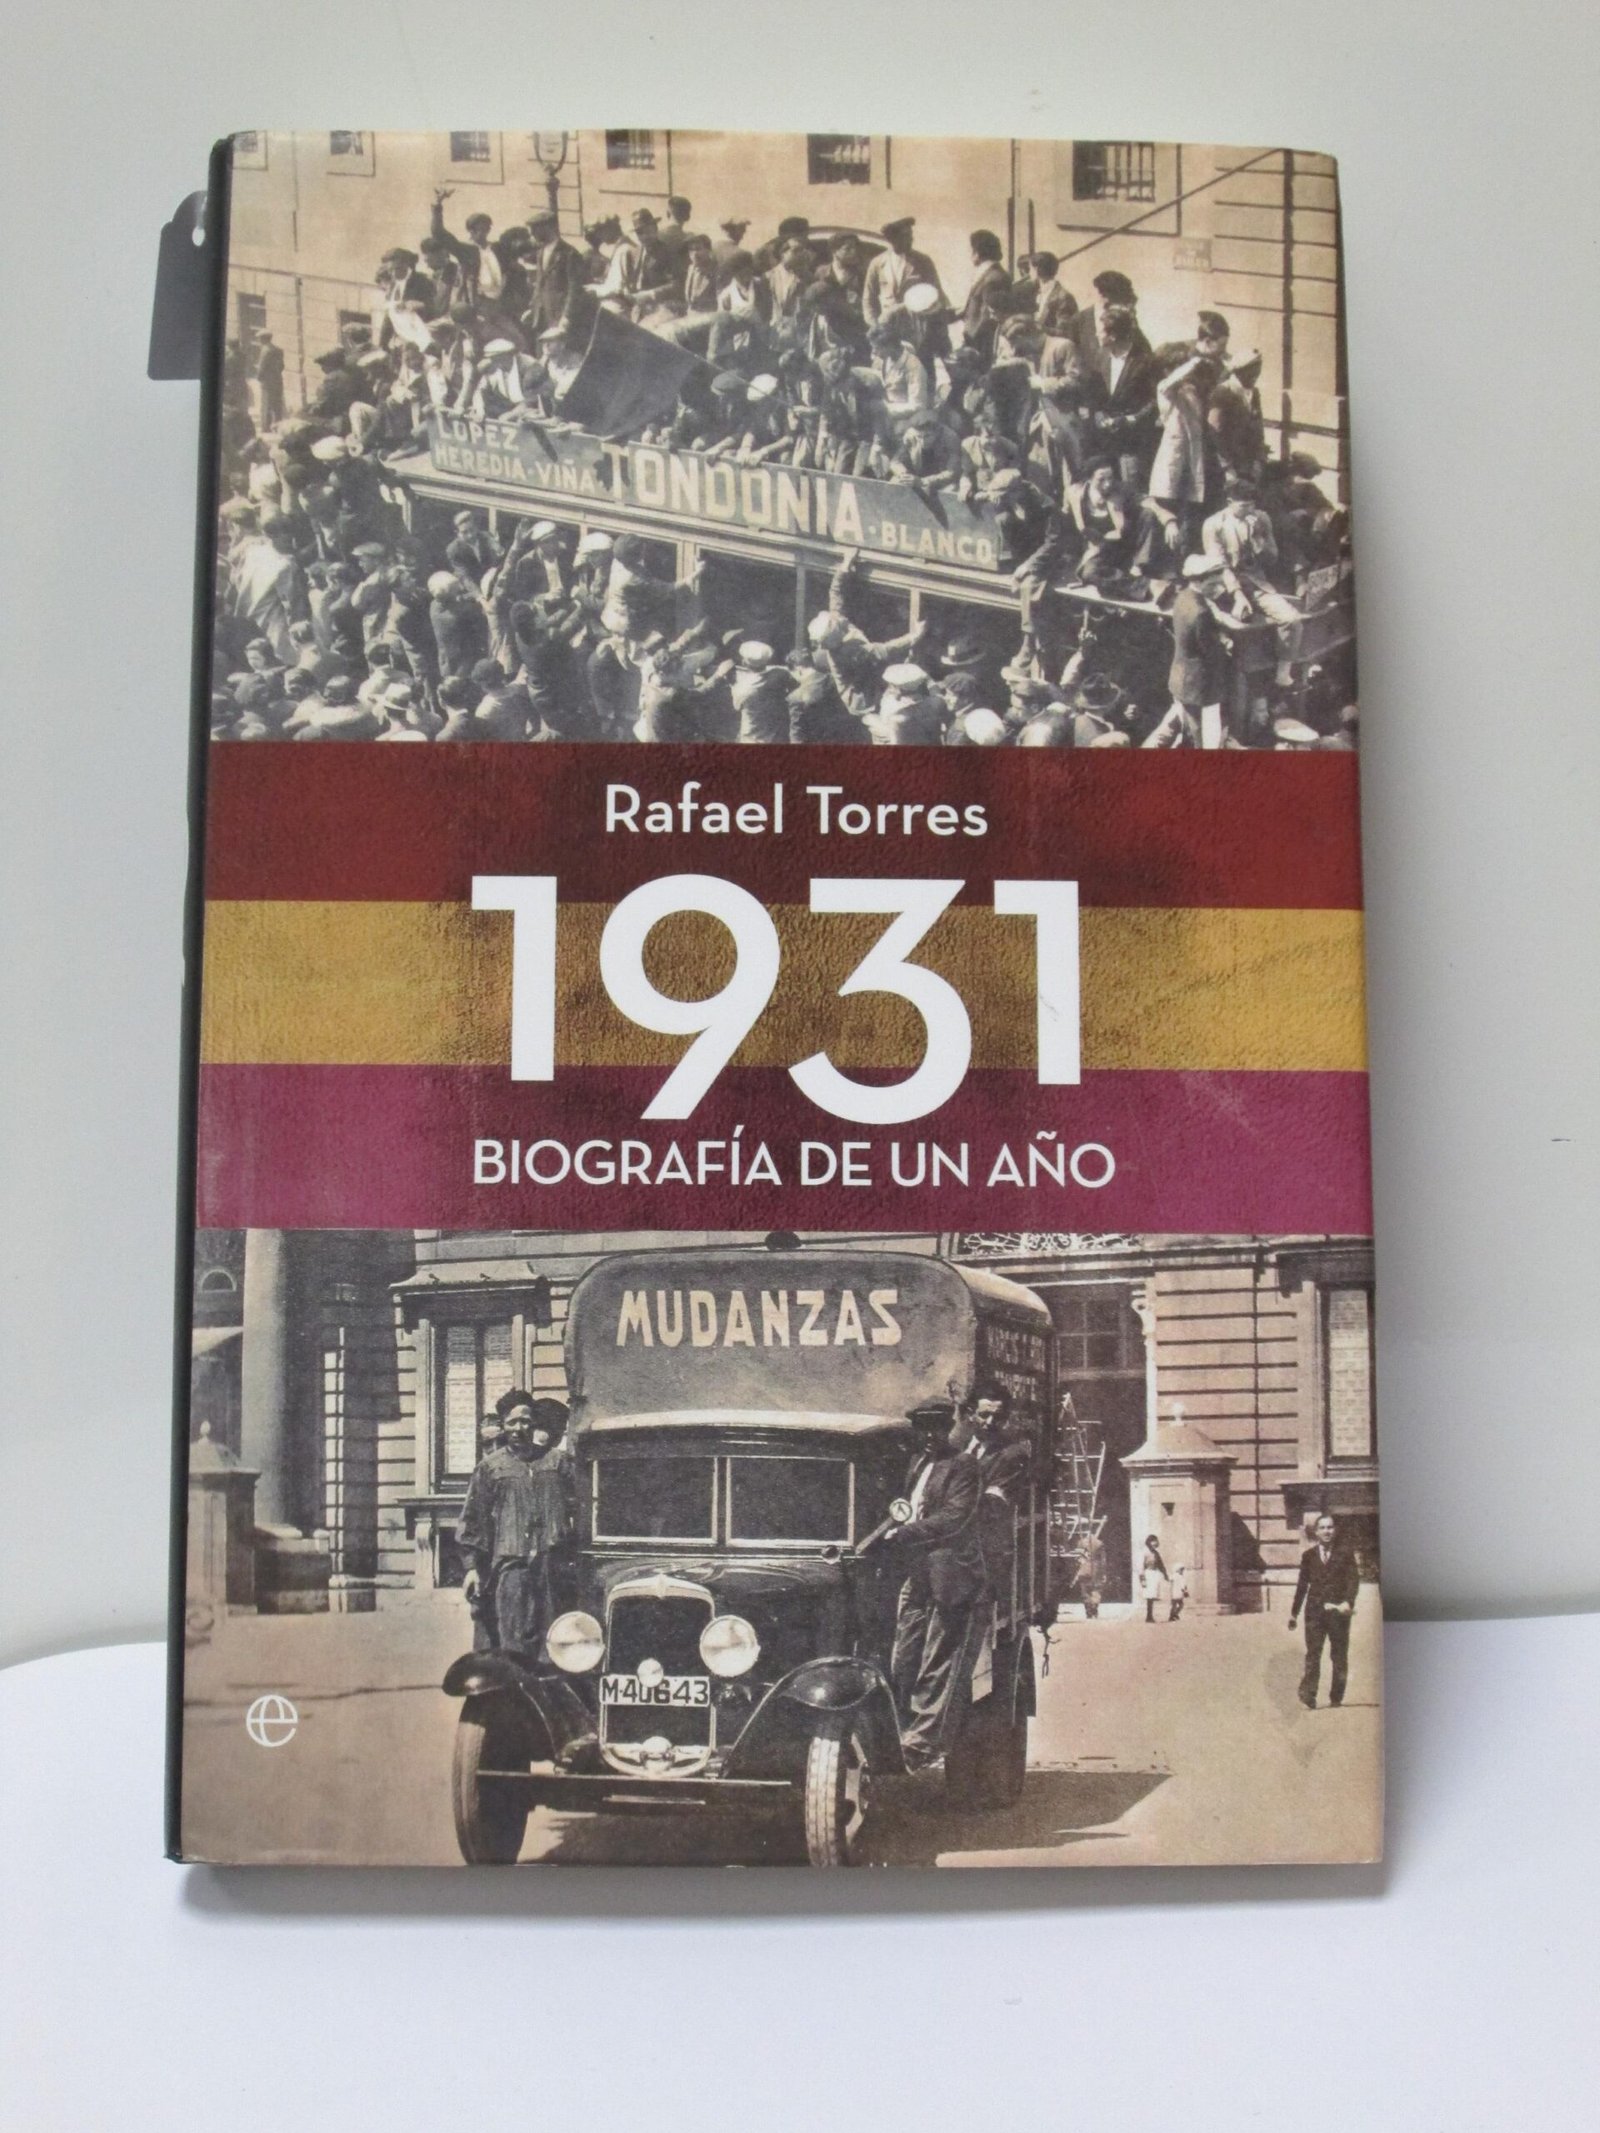 LOPEZ
HEREDIA-VIÑA.TONDONIA.BLANCO
Rafael Torres
1931
BIOGRAFÍA DE UN AÑO
MUDANZAS
M-40643
e